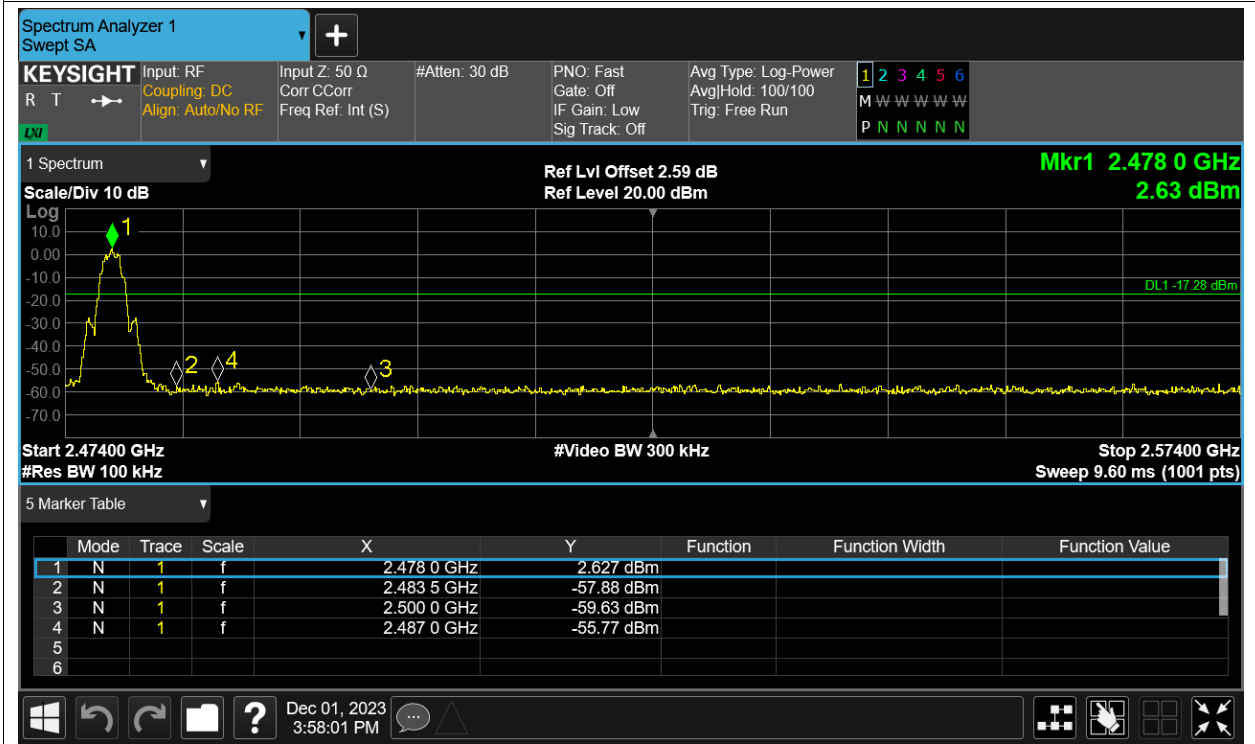 Spectrum Analyzer 1
Swept SA
+
KEYSIGHT
R T
LXI
Input: RF
Coupling: DC
Align: Auto/No RF
Input Z: 50 Ω
Corr CCorr
Freq Ref: Int (S)
#Atten: 30 dB
PNO: Fast
Gate: Off
IF Gain: Low
Sig Track: Off
Avg Type: Log-Power
Avg|Hold: 100/100
Trig: Free Run
1 2 3 4 5 6
M W W W W W
P N N N N N
1 Spectrum
Scale/Div 10 dB
Ref Lvl Offset 2.59 dB
Ref Level 20.00 dBm
Mkr1 2.478 0 GHz
2.63 dBm
Log
10.0
0.00
-10.0
-20.0
-30.0
-40.0
-50.0
-60.0
-70.0
1
2
4
3
DL1 -17.28 dBm
Start 2.47400 GHz
#Res BW 100 kHz
#Video BW 300 kHz
Stop 2.57400 GHz
Sweep 9.60 ms (1001 pts)
5 Marker Table
Mode Trace Scale X Y Function Function Width Function Value
1 N 1 f 2.478 0 GHz 2.627 dBm
2 N 1 f 2.483 5 GHz -57.88 dBm
3 N 1 f 2.500 0 GHz -59.63 dBm
4 N 1 f 2.487 0 GHz -55.77 dBm
5
6
?
Dec 01, 2023
3:58:01 PM